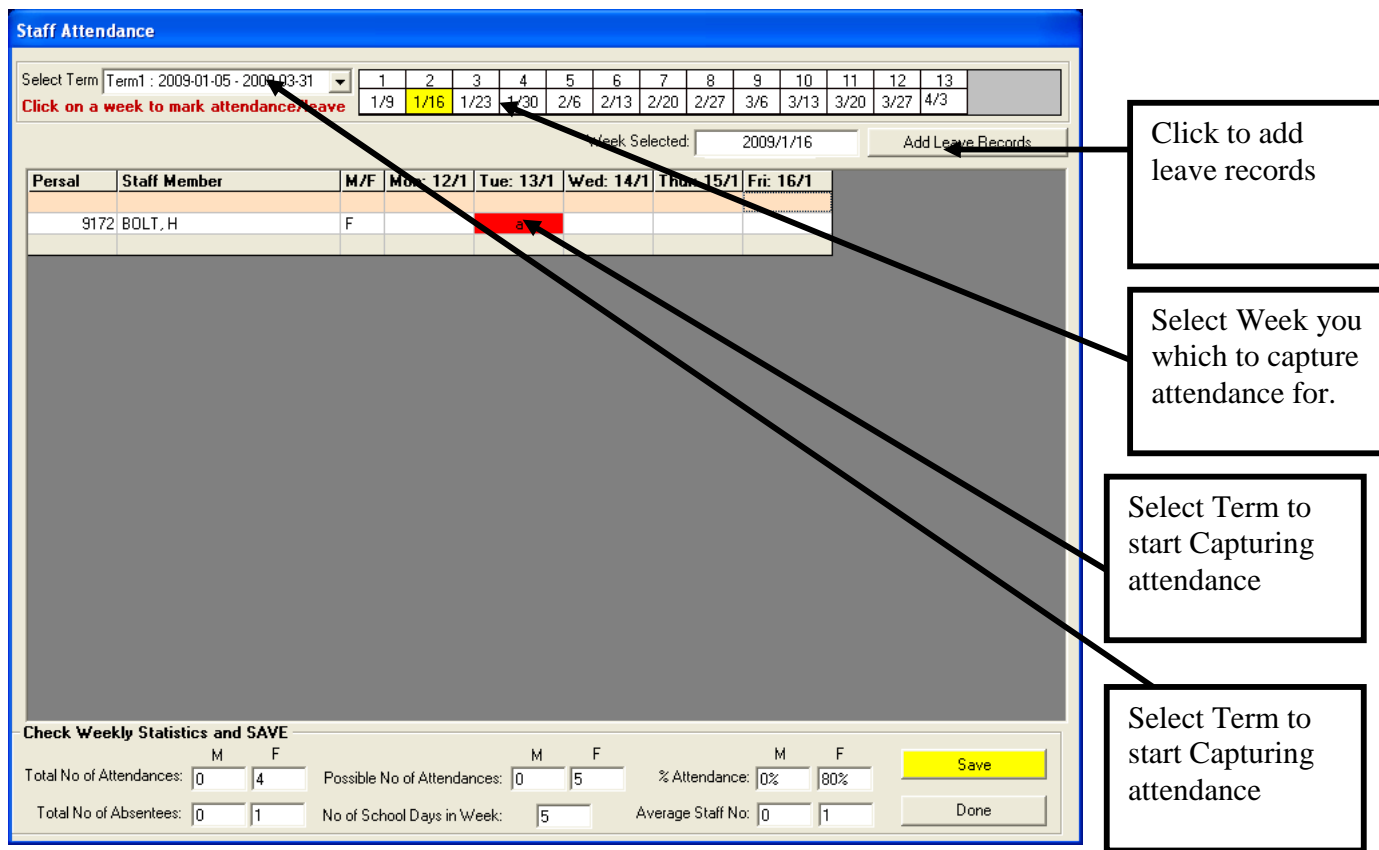 Staff Attendance
Select Term Term1 : 2009-01-05 - 2009-03-31
1 2 3 4 5 6 7 8 9 10 11 12 13
Click on a week to mark attendance/leave
1/9 1/16 1/23 1/30 2/6 2/13 2/20 2/27 3/6 3/13 3/20 3/27 4/3
Week Selected: 2009/1/16 Add Leave Records
Persal Staff Member M/F Mon: 12/1 Tue: 13/1 Wed: 14/1 Thu: 15/1 Fri: 16/1
9172 BOLT, H F a
Check Weekly Statistics and SAVE
M F M F M F
Total No of Attendances: 0 4 Possible No of Attendances: 0 5 % Attendance: 0% 80% Save
Total No of Absentees: 0 1 No of School Days in Week: 5 Average Staff No: 0 1 Done
Click to add
leave records
Select Week you
which to capture
attendance for.
Select Term to
start Capturing
attendance
Select Term to
start Capturing
attendance